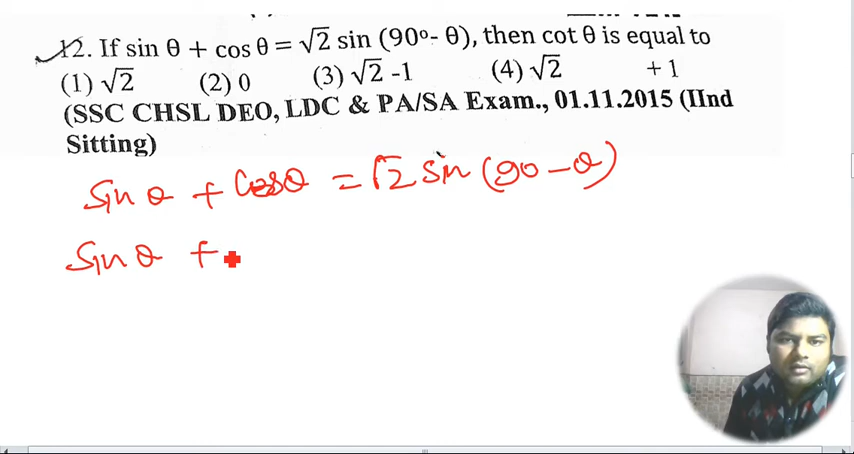 12. If sin θ + cos θ = √2 sin (90º- θ), then cot θ is equal to
(1) √2 (2) 0 (3) √2 -1 (4) √2 + 1
(SSC CHSL DEO, LDC & PA/SA Exam., 01.11.2015 (IInd
Sitting)
Sin θ + Cosθ = √2 sin (90 - θ)
Sin θ +